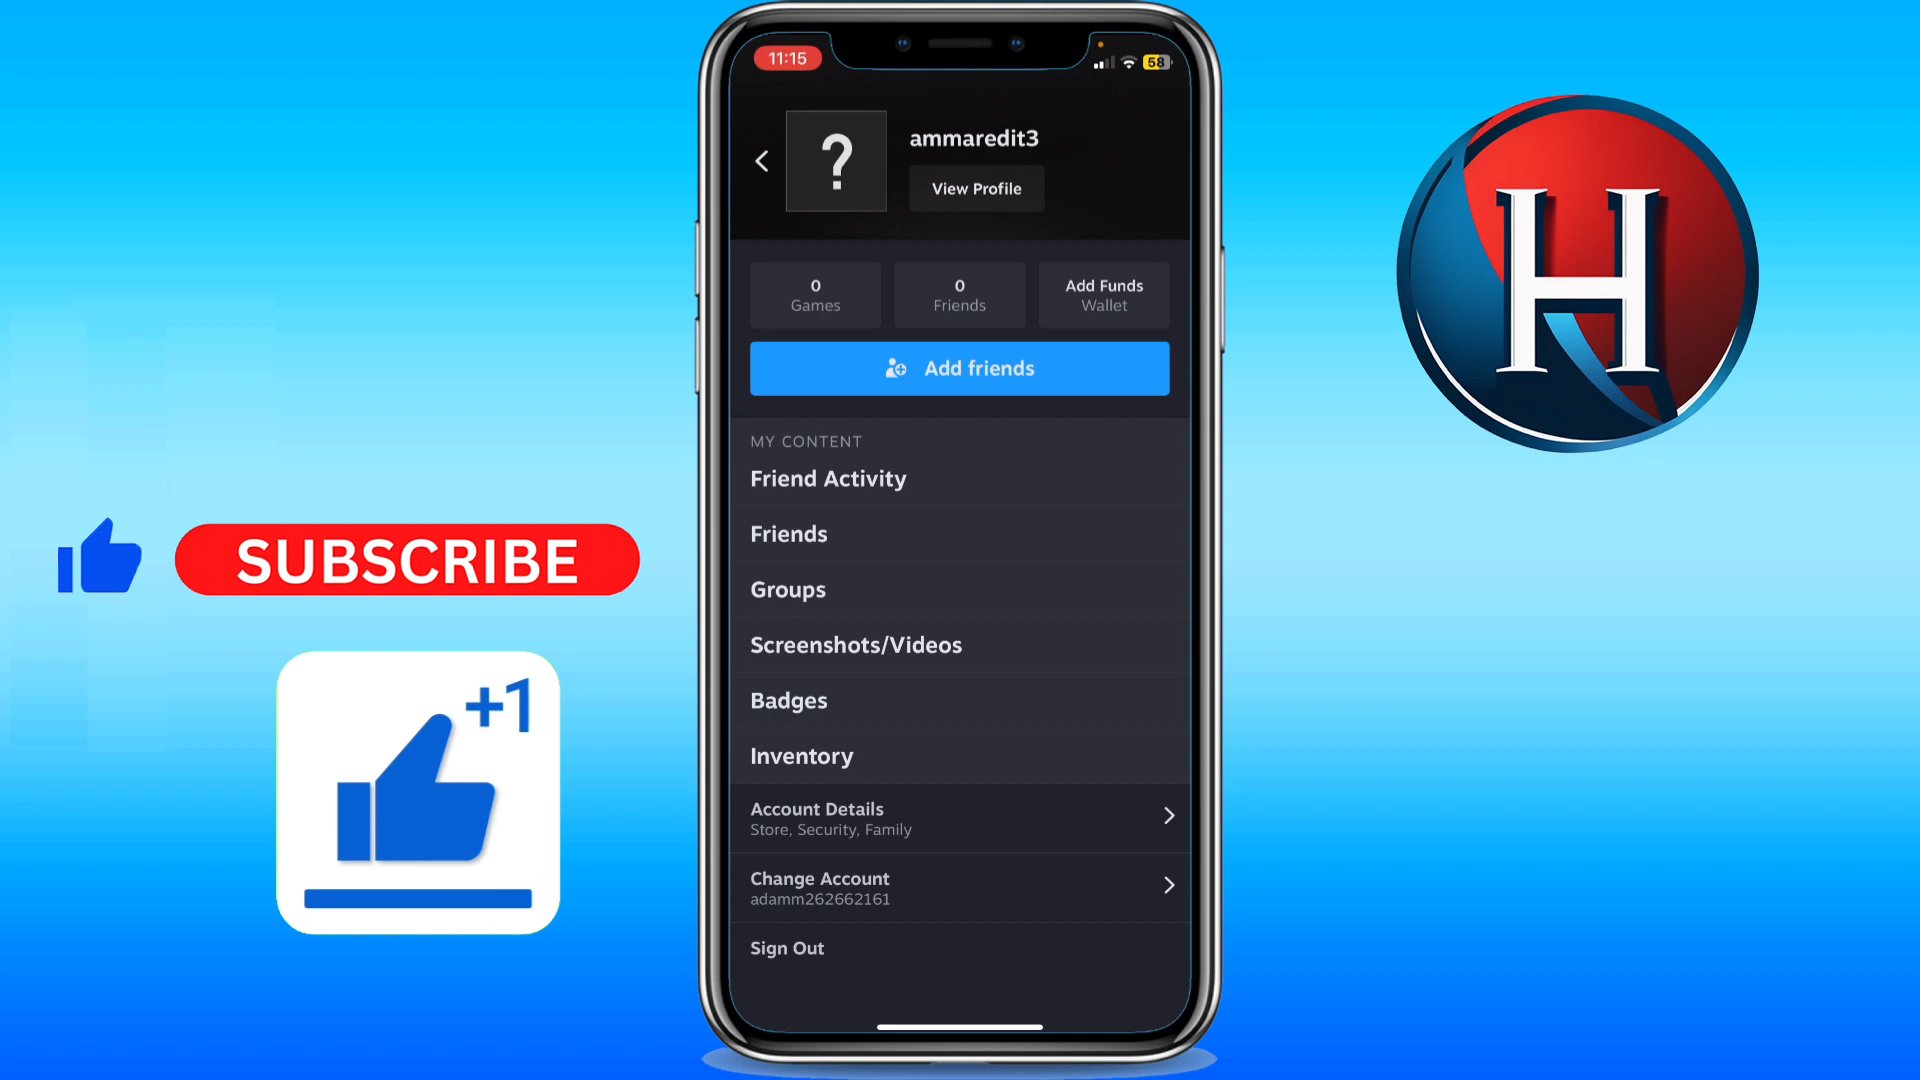 11:15
58
ammaredit3
View Profile
0
Games
0
Friends
Add Funds
Wallet
Add friends
MY CONTENT
Friend Activity
Friends
Groups
Screenshots/Videos
Badges
Inventory
Account Details
Store, Security, Family
Change Account
adamm262662161
Sign Out
SUBSCRIBE
+1
H
?